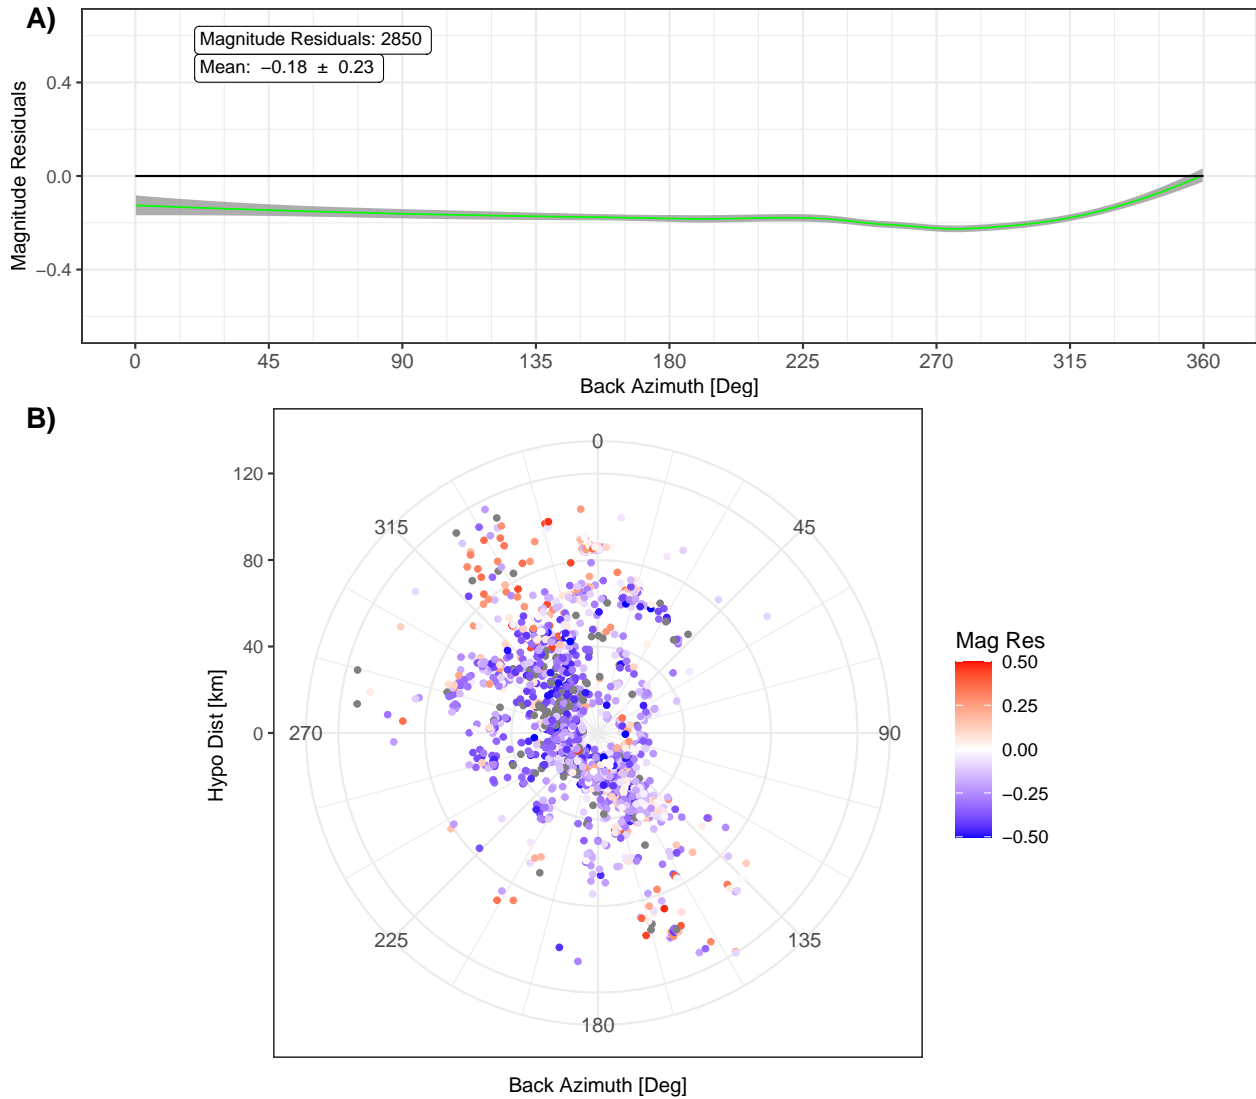 A)
Magnitude Residuals: 2850
Mean: −0.18 ± 0.23
Magnitude Residuals
0.4
0.0
−0.4
0 45 90 135 180 225 270 315 360
Back Azimuth [Deg]
B)
Hypo Dist [km]
120
80
40
0
0
45
90
135
180
225
270
315
Back Azimuth [Deg]
Mag Res
0.50
0.25
0.00
−0.25
−0.50